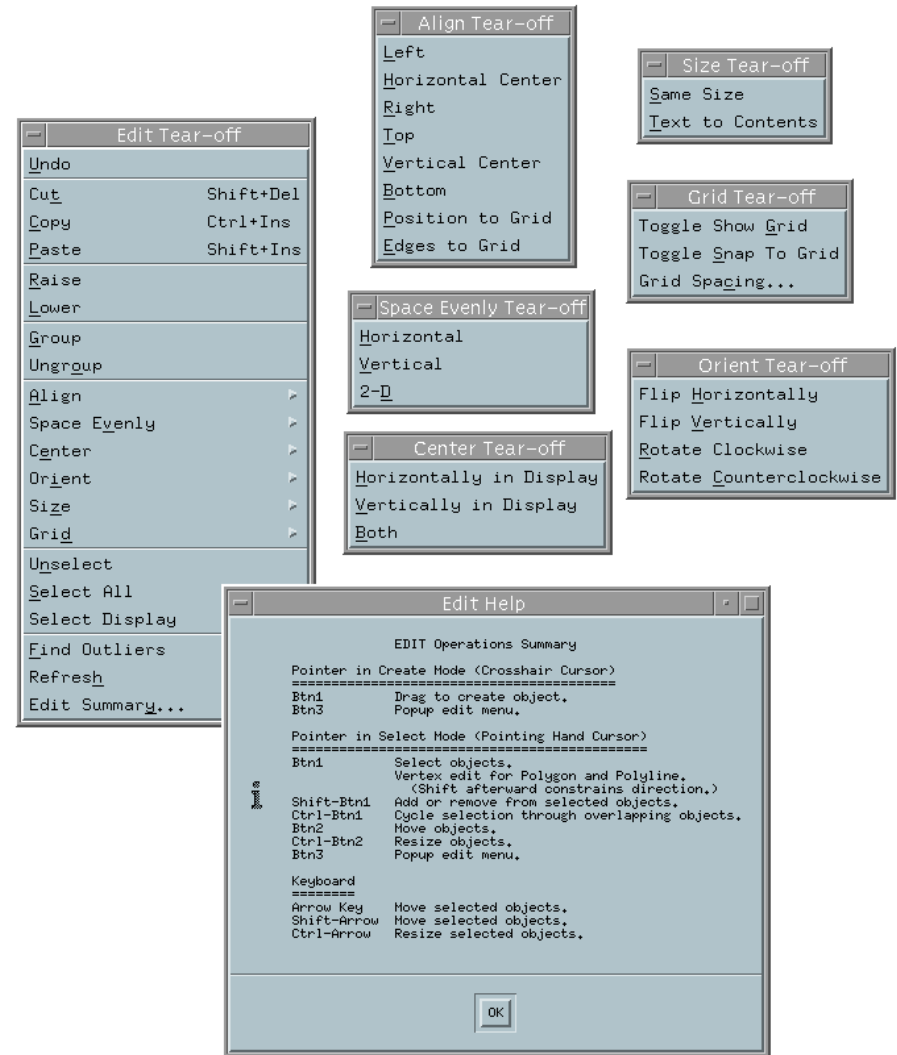 Edit Tear-off
Undo
Cut Shift+Del
Copy Ctrl+Ins
Paste Shift+Ins
Raise
Lower
Group
Ungroup
Align
Space Evenly
Center
Orient
Size
Grid
Unselect
Select All
Select Display
Find Outliers
Refresh
Edit Summary...
Align Tear-off
Left
Horizontal Center
Right
Top
Vertical Center
Bottom
Position to Grid
Edges to Grid
Space Evenly Tear-off
Horizontal
Vertical
2-D
Center Tear-off
Horizontally in Display
Vertically in Display
Both
Size Tear-off
Same Size
Text to Contents
Grid Tear-off
Toggle Show Grid
Toggle Snap To Grid
Grid Spacing...
Orient Tear-off
Flip Horizontally
Flip Vertically
Rotate Clockwise
Rotate Counterclockwise
Edit Help
EDIT Operations Summary
Pointer in Create Mode (Crosshair Cursor)
=========================================
Btn1 Drag to create object.
Btn3 Popup edit menu.
Pointer in Select Mode (Pointing Hand Cursor)
=============================================
Btn1 Select objects.
Vertex edit for Polygon and Polyline.
(Shift afterward constrains direction.)
Shift-Btn1 Add or remove from selected objects.
Ctrl-Btn1 Cycle selection through overlapping objects.
Btn2 Move objects.
Ctrl-Btn2 Resize objects.
Btn3 Popup edit menu.
Keyboard
========
Arrow Key Move selected objects.
Shift-Arrow Move selected objects.
Ctrl-Arrow Resize selected objects.
i
OK